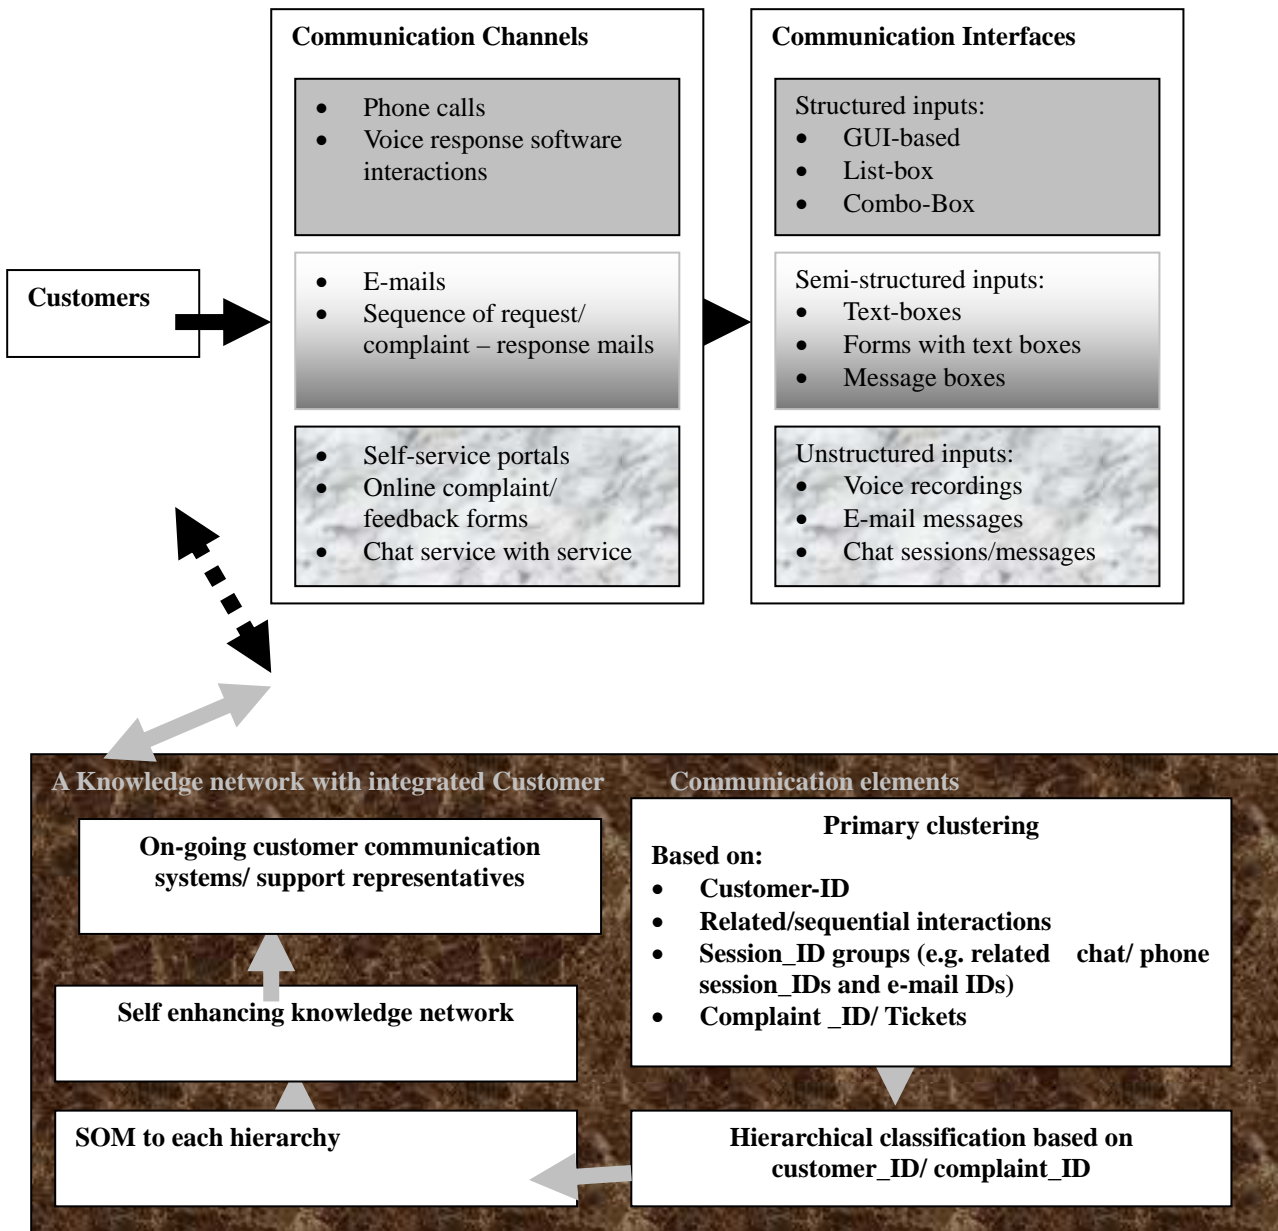 Communication Channels
• Phone calls
• Voice response software
interactions
• E-mails
• Sequence of request/
complaint – response mails
• Self-service portals
• Online complaint/
feedback forms
• Chat service with service
Communication Interfaces
Structured inputs:
• GUI-based
• List-box
• Combo-Box
Semi-structured inputs:
• Text-boxes
• Forms with text boxes
• Message boxes
Unstructured inputs:
• Voice recordings
• E-mail messages
• Chat sessions/messages
Customers
A Knowledge network with integrated Customer Communication elements
On-going customer communication
systems/ support representatives
Self enhancing knowledge network
SOM to each hierarchy
Primary clustering
Based on:
• Customer-ID
• Related/sequential interactions
• Session_ID groups (e.g. related chat/ phone
session_IDs and e-mail IDs)
• Complaint _ID/ Tickets
Hierarchical classification based on
customer_ID/ complaint_ID